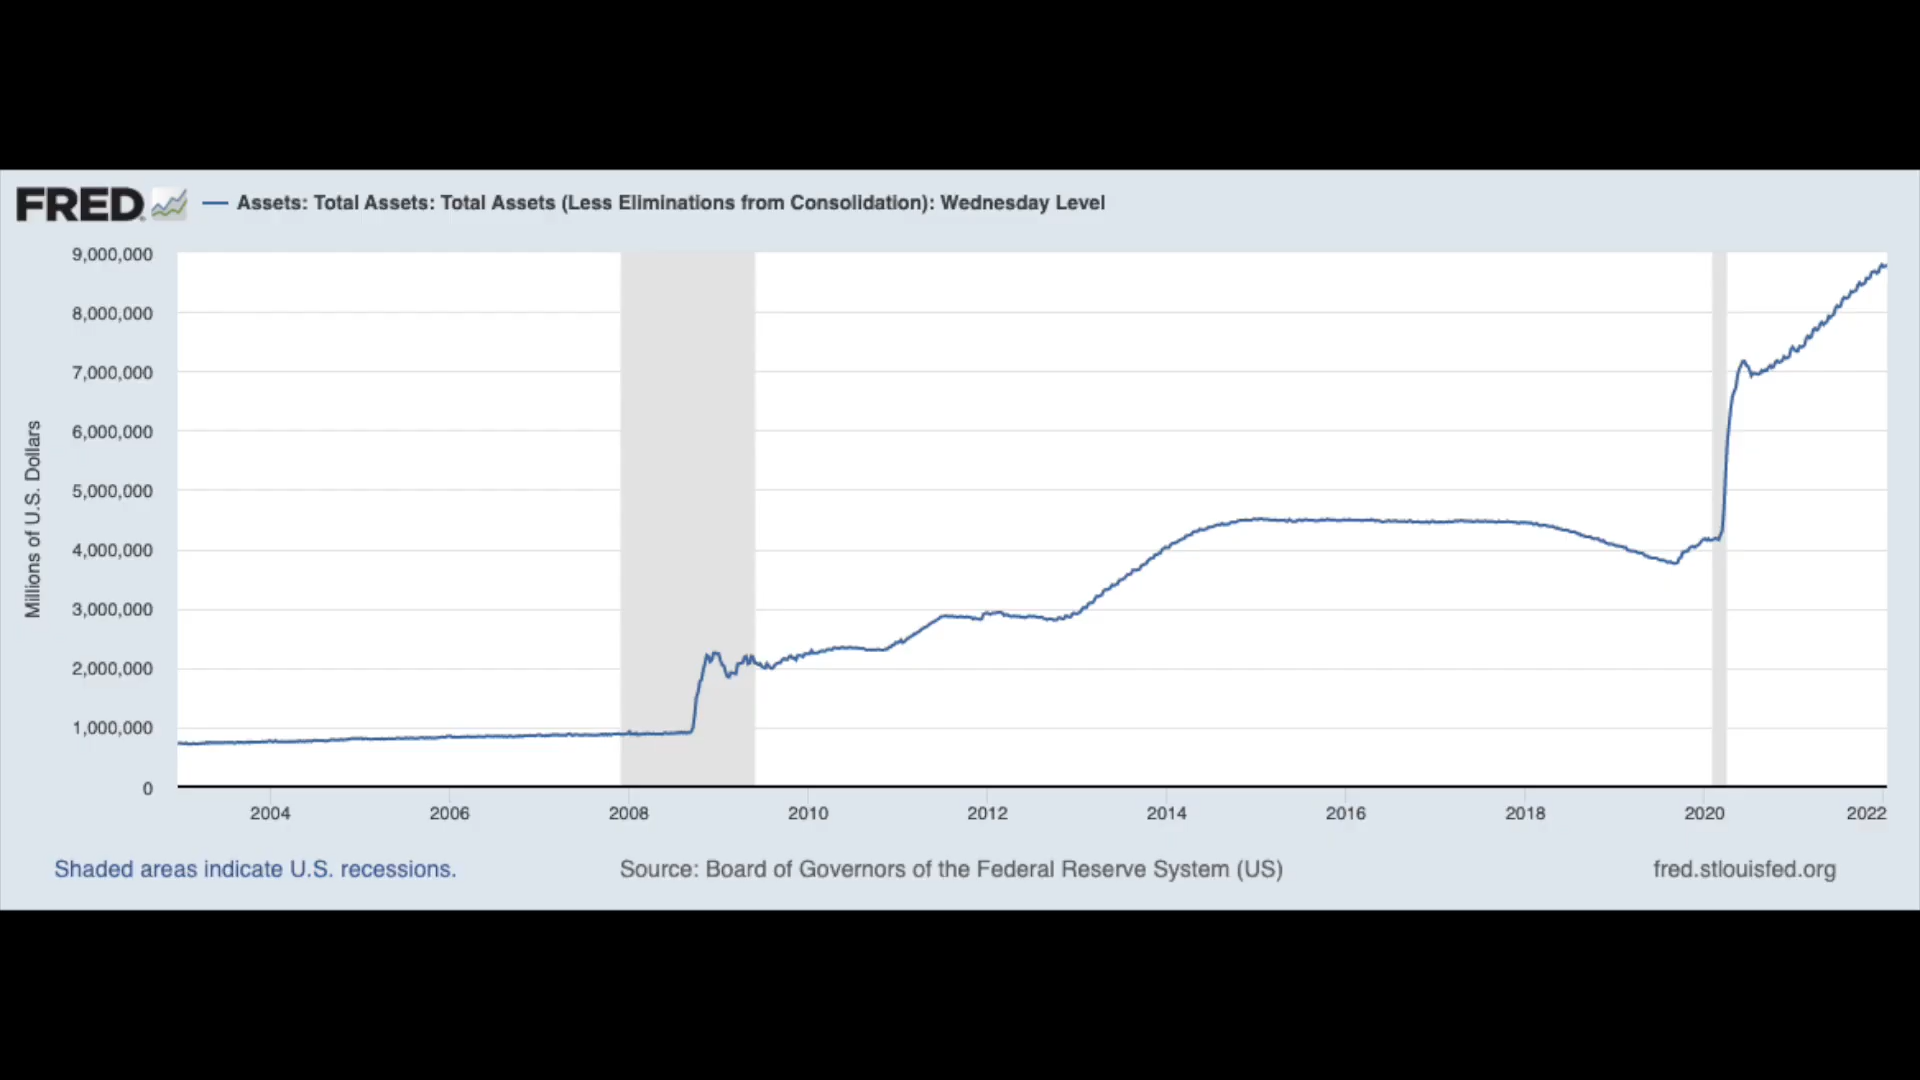 FRED
Assets: Total Assets: Total Assets (Less Eliminations from Consolidation): Wednesday Level
9,000,000
8,000,000
7,000,000
6,000,000
5,000,000
4,000,000
3,000,000
2,000,000
1,000,000
0
Millions of U.S. Dollars
2004 2006 2008 2010 2012 2014 2016 2018 2020 2022
Shaded areas indicate U.S. recessions.
Source: Board of Governors of the Federal Reserve System (US)
fred.stlouisfed.org